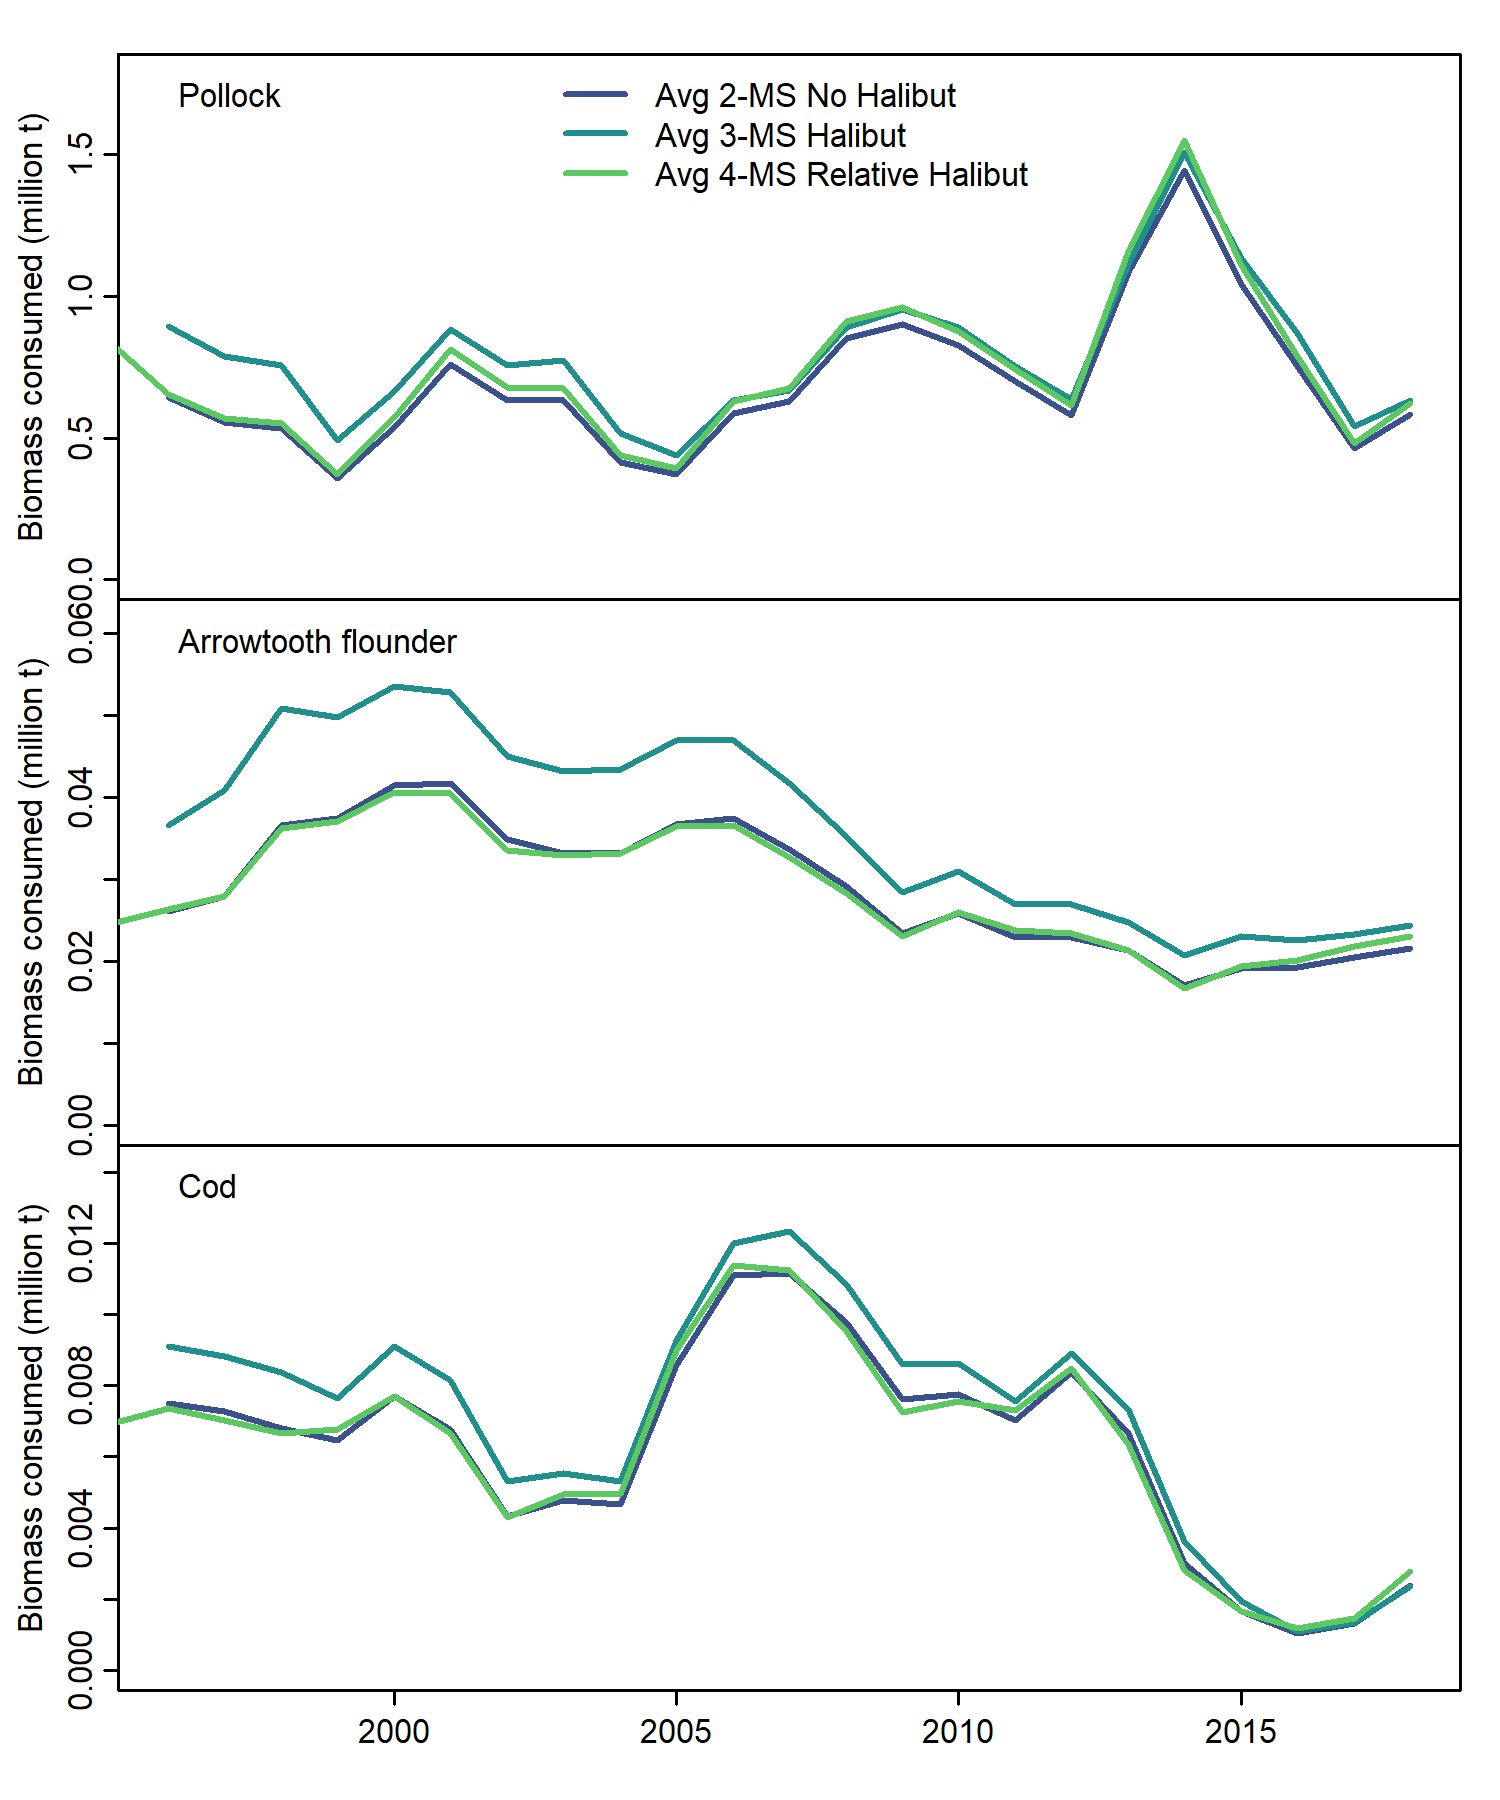 Pollock
Avg 2-MS No Halibut
Avg 3-MS Halibut
Avg 4-MS Relative Halibut
Biomass consumed (million t)
1.5
1.0
0.5
0.0
Arrowtooth flounder
Biomass consumed (million t)
0.06
0.04
0.02
0.00
Cod
Biomass consumed (million t)
0.012
0.008
0.004
0.000
2000 2005 2010 2015